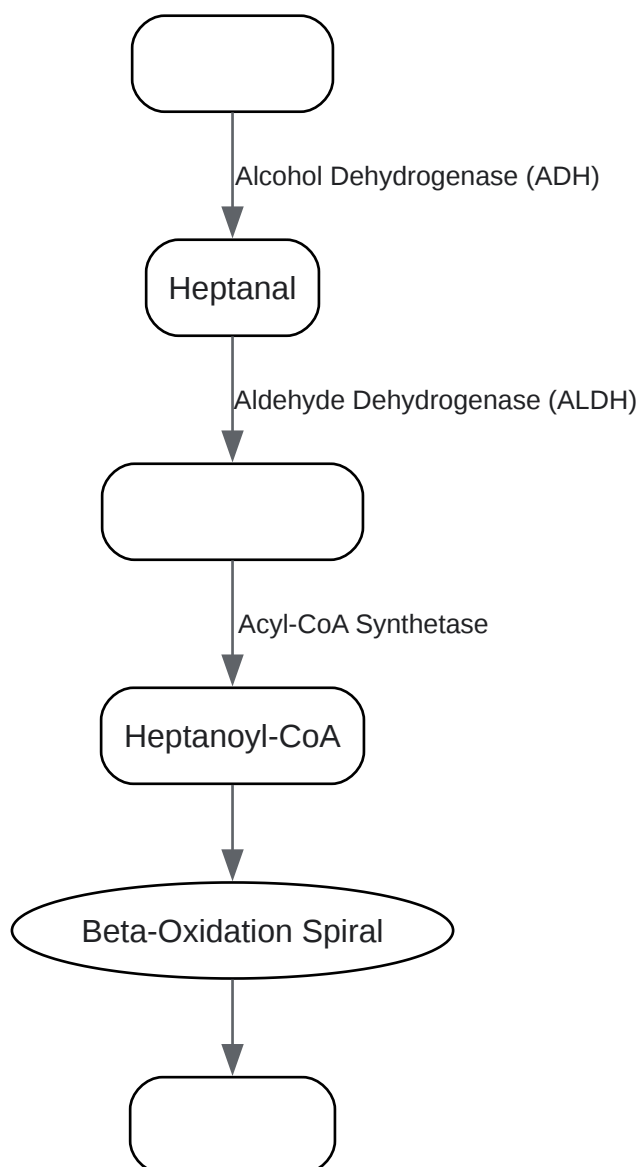 Alcohol Dehydrogenase (ADH)
Heptanal
Aldehyde Dehydrogenase (ALDH)
Acyl-CoA Synthetase
Heptanoyl-CoA
Beta-Oxidation Spiral